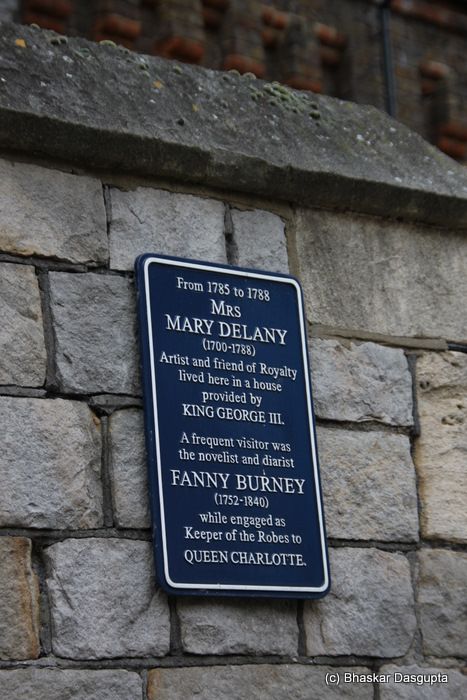 From 1785 to 1788
MRS
MARY DELANY
(1700-1788)
Artist and friend of Royalty
lived here in a house
provided by
KING GEORGE III.
A frequent visitor was
the novelist and diarist
FANNY BURNEY
(1752-1840)
while engaged as
Keeper of the Robes to
QUEEN CHARLOTTE.
(c) Bhaskar Dasgupta